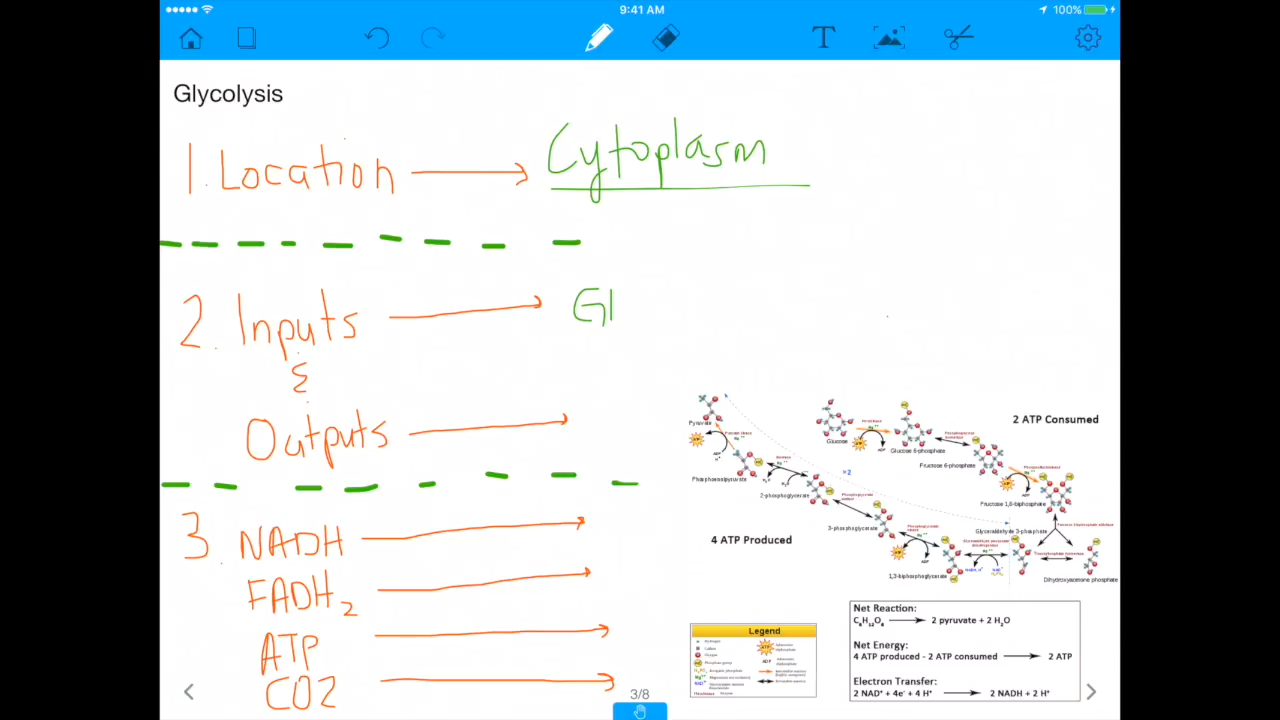 9:41 AM
100%
T
Glycolysis
1. Location → Cytoplasm
2. Inputs → Gl
&
Outputs →
3. NADH →
FADH₂ →
ATP →
CO2 →
2 ATP Consumed
Pyruvate
Glucose
Glucose 6-phosphate
Fructose 6-phosphate
Phosphoenolpyruvate
2-phosphoglycerate
×2
Fructose 1,6-biphosphate
3-phosphoglycerate
Glyceraldehyde 3-phosphate
4 ATP Produced
1,3-biphosphoglycerate
Dihydroxyacetone phosphate
Legend
Net Reaction:
C₆H₁₂O₆ → 2 pyruvate + 2 H₂O
Net Energy:
4 ATP produced - 2 ATP consumed → 2 ATP
Electron Transfer:
2 NAD⁺ + 4e⁻ + 4 H⁺ → 2 NADH + 2 H⁺
3/8